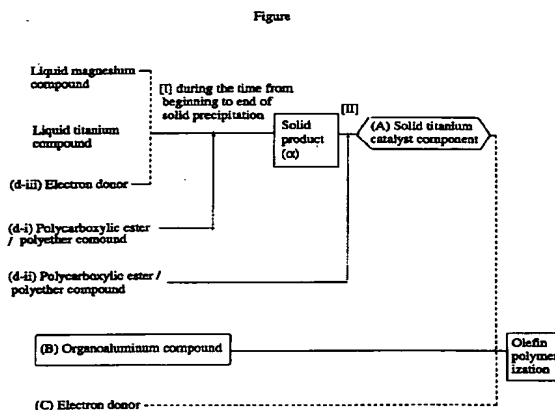 Figure
Liquid magnesium
compound
[I] during the time from
beginning to end of
solid precipitation
[II]
Liquid titanium
compound
Solid
product
(α)
(A) Solid titanium
catalyst component
(d-iii) Electron donor
(d-i) Polycarboxylic ester
/ polyether comound
(d-ii) Polycarboxylic ester /
polyether compound
(B) Organoaluminum compound
Olefin
polymer
ization
(C) Electron donor